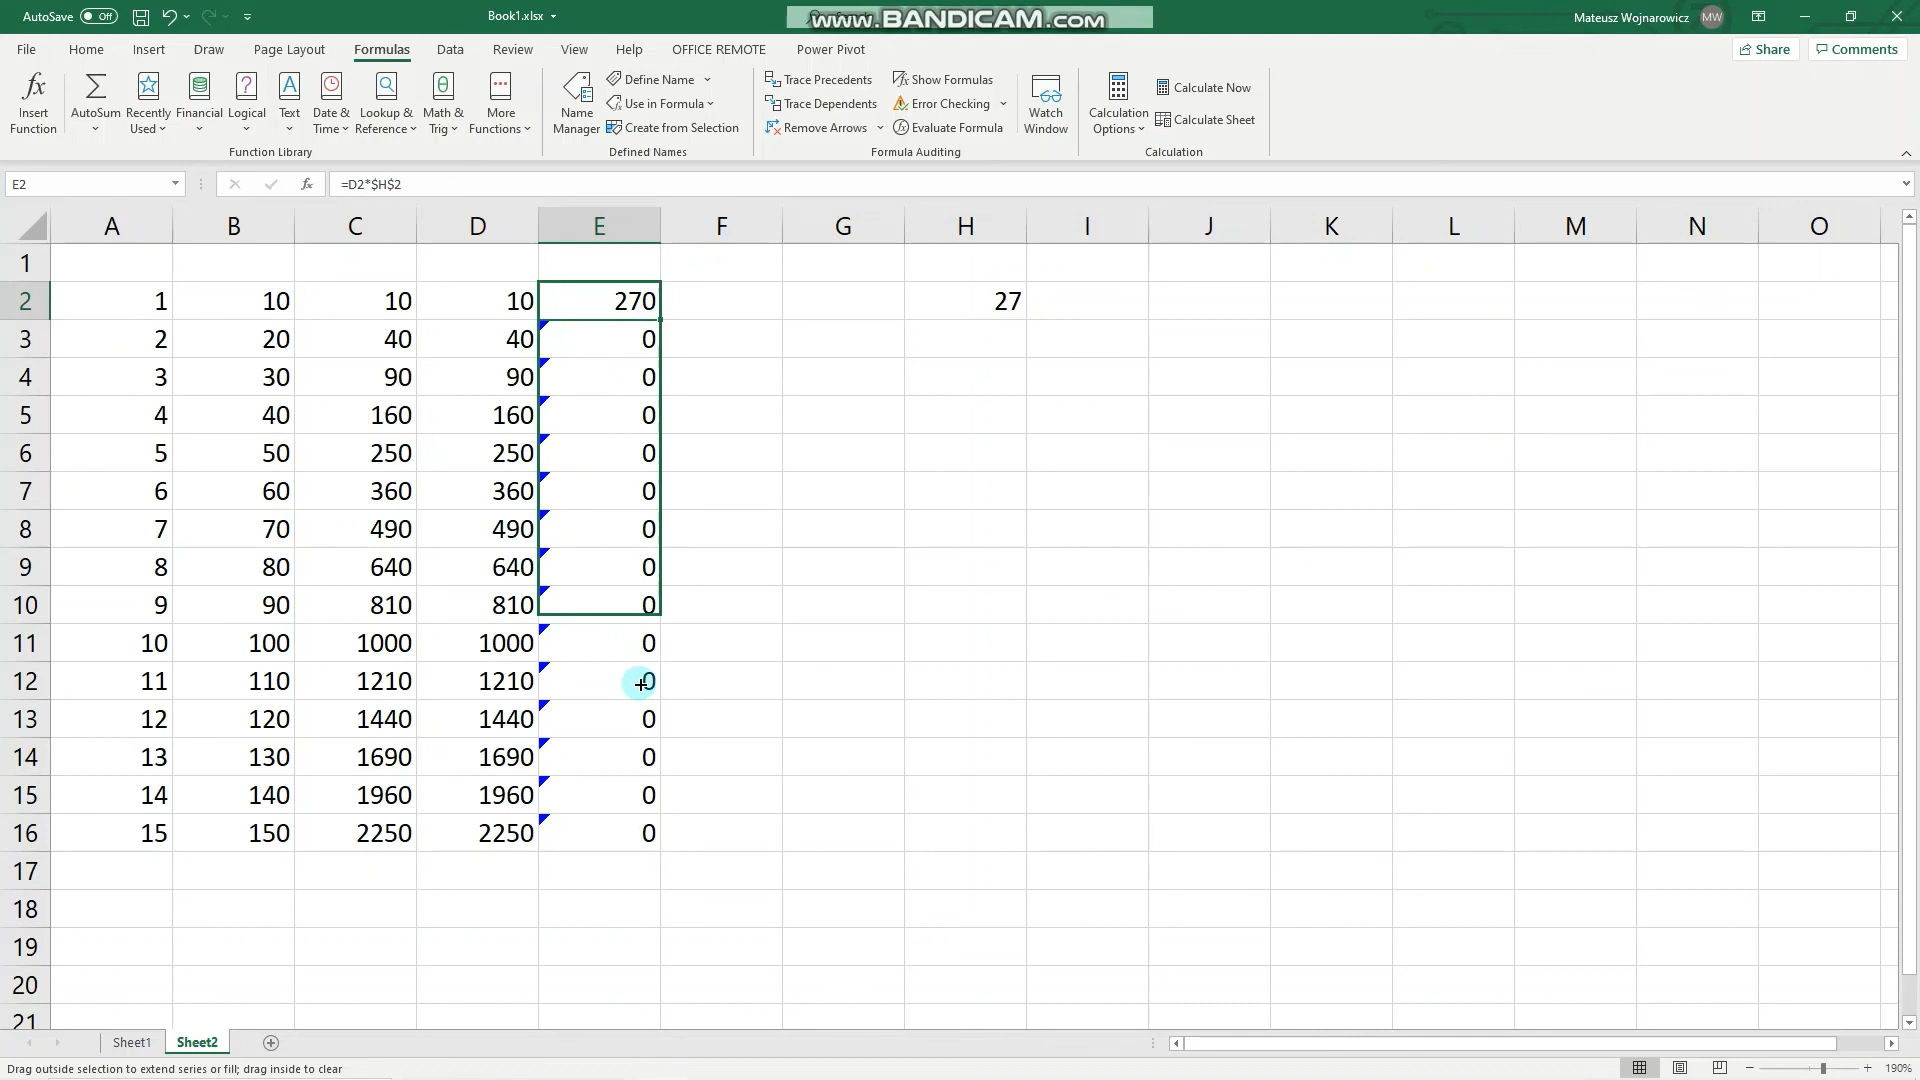 AutoSave Off Book1.xlsx www.BANDICAM.com Mateusz Wojnarowicz MW
File Home Insert Draw Page Layout Formulas Data Review View Help OFFICE REMOTE Power Pivot Share Comments
Insert Function
AutoSum
Recently Used
Financial
Logical
Text
Date & Time
Lookup & Reference
Math & Trig
More Functions
Function Library
Name Manager
Define Name
Use in Formula
Create from Selection
Defined Names
Trace Precedents
Trace Dependents
Remove Arrows
Show Formulas
Error Checking
Evaluate Formula
Formula Auditing
Watch Window
Calculation Options
Calculate Now
Calculate Sheet
Calculation
E2 fx =D2*$H$2
A B C D E F G H I J K L M N O
1
2 1 10 10 10 270 27
3 2 20 40 40 0
4 3 30 90 90 0
5 4 40 160 160 0
6 5 50 250 250 0
7 6 60 360 360 0
8 7 70 490 490 0
9 8 80 640 640 0
10 9 90 810 810 0
11 10 100 1000 1000 0
12 11 110 1210 1210 0
13 12 120 1440 1440 0
14 13 130 1690 1690 0
15 14 140 1960 1960 0
16 15 150 2250 2250 0
17
18
19
20
21
Sheet1 Sheet2
Drag outside selection to extend series or fill; drag inside to clear 190%